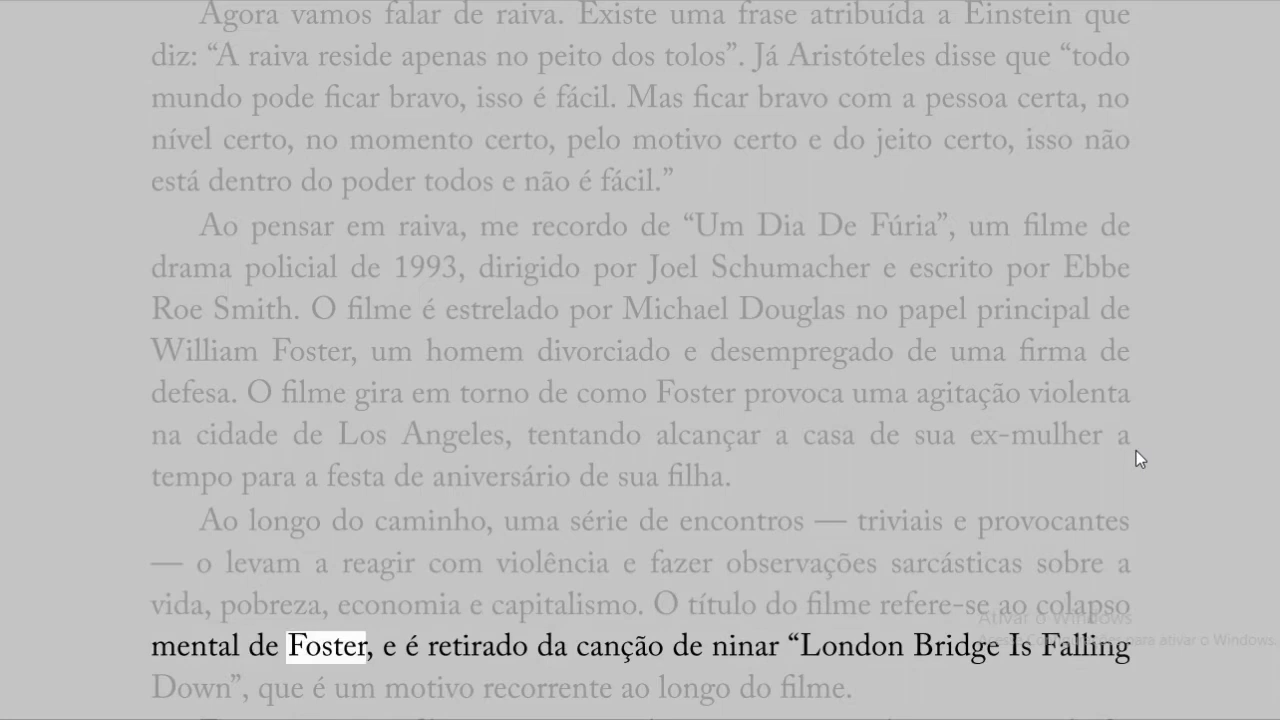 Agora vamos falar de raiva. Existe uma frase atribuída a Einstein que
diz: “A raiva reside apenas no peito dos tolos”. Já Aristóteles disse que “todo
mundo pode ficar bravo, isso é fácil. Mas ficar bravo com a pessoa certa, no
nível certo, no momento certo, pelo motivo certo e do jeito certo, isso não
está dentro do poder todos e não é fácil.”
Ao pensar em raiva, me recordo de “Um Dia De Fúria”, um filme de
drama policial de 1993, dirigido por Joel Schumacher e escrito por Ebbe
Roe Smith. O filme é estrelado por Michael Douglas no papel principal de
William Foster, um homem divorciado e desempregado de uma firma de
defesa. O filme gira em torno de como Foster provoca uma agitação violenta
na cidade de Los Angeles, tentando alcançar a casa de sua ex-mulher a
tempo para a festa de aniversário de sua filha.
Ao longo do caminho, uma série de encontros — triviais e provocantes
— o levam a reagir com violência e fazer observações sarcásticas sobre a
vida, pobreza, economia e capitalismo. O título do filme refere-se ao colapso
mental de Foster, e é retirado da canção de ninar “London Bridge Is Falling
Down”, que é um motivo recorrente ao longo do filme.
Ativar o Windows
para ativar o Windows.